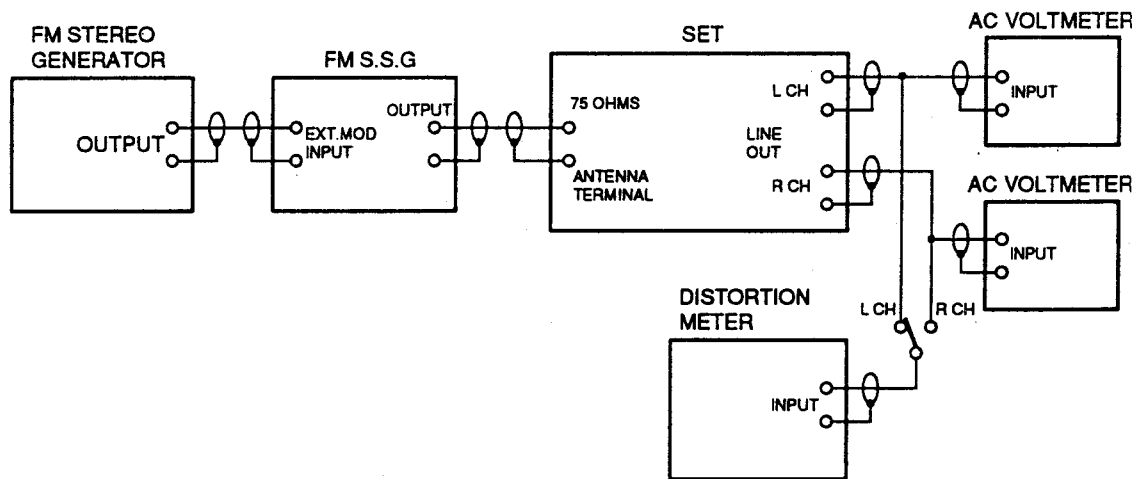 FM STEREO
GENERATOR
OUTPUT
FM S.S.G
EXT.MOD
INPUT
OUTPUT
SET
75 OHMS
ANTENNA
TERMINAL
L CH
LINE
OUT
R CH
AC VOLTMETER
INPUT
AC VOLTMETER
INPUT
DISTORTION
METER
L CH
R CH
INPUT